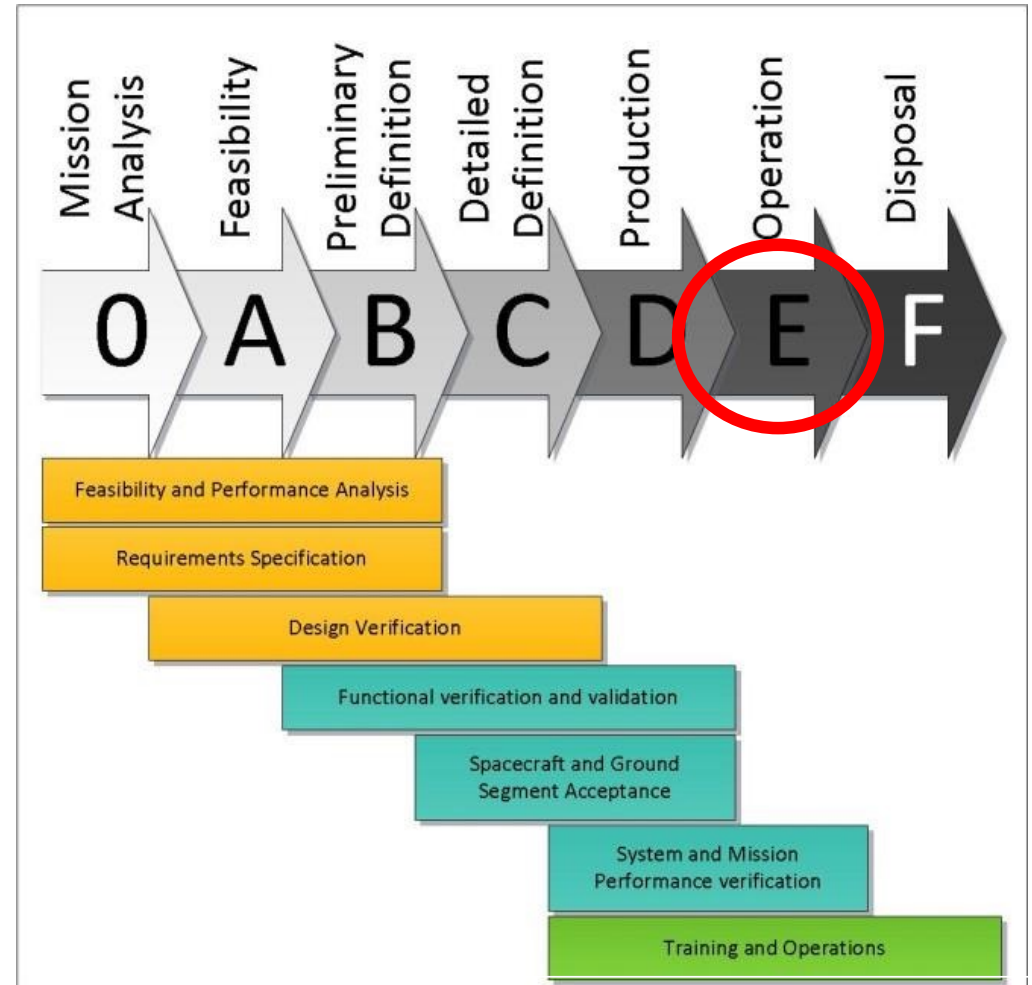 Mission
Analysis
Feasibility
Preliminary
Definition
Detailed
Definition
Production
Operation
Disposal
0
A
B
C
D
E
F
Feasibility and Performance Analysis
Requirements Specification
Design Verification
Functional verification and validation
Spacecraft and Ground
Segment Acceptance
System and Mission
Performance verification
Training and Operations